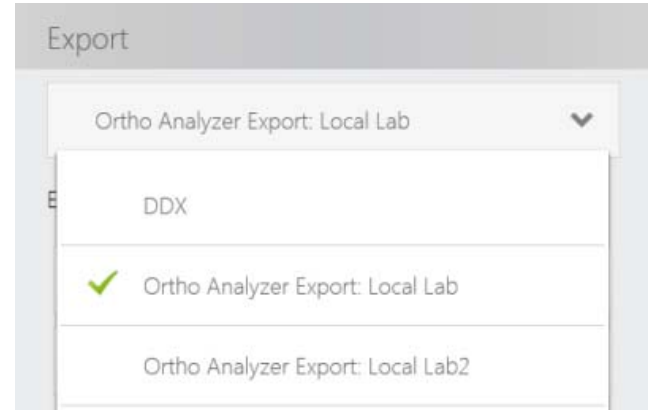 Export
Ortho Analyzer Export: Local Lab
E
DDX
Ortho Analyzer Export: Local Lab
Ortho Analyzer Export: Local Lab2